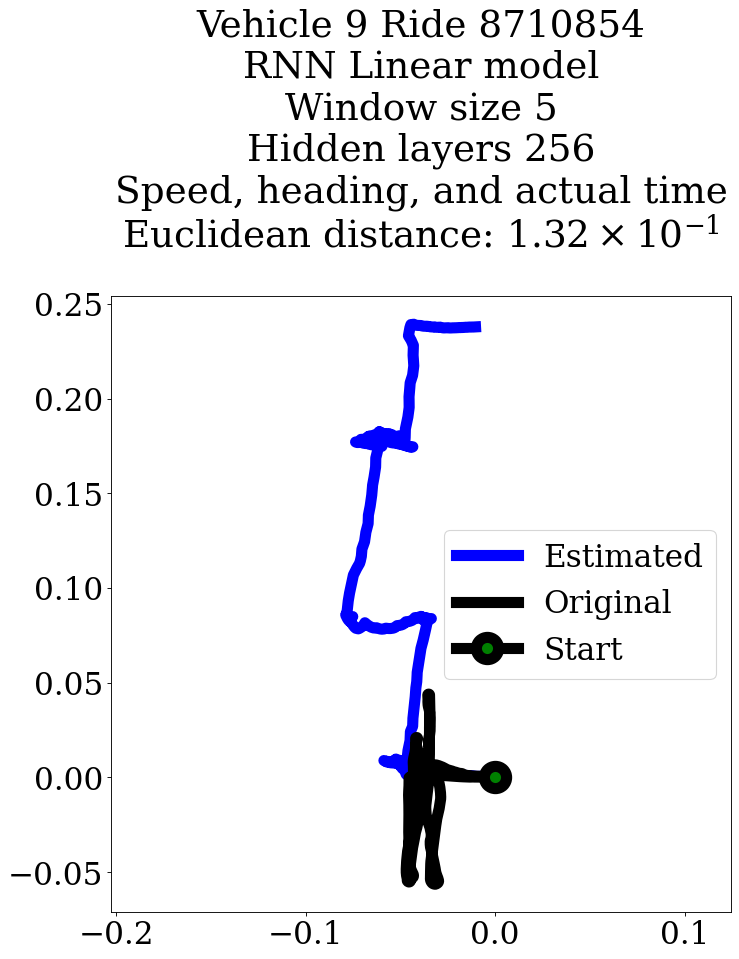 Vehicle 9 Ride 8710854
RNN Linear model
Window size 5
Hidden layers 256
Speed, heading, and actual time
Euclidean distance: 1.32 × 10⁻¹
0.25
0.20
0.15
0.10
0.05
0.00
−0.05
Estimated
Original
Start
−0.2
−0.1
0.0
0.1